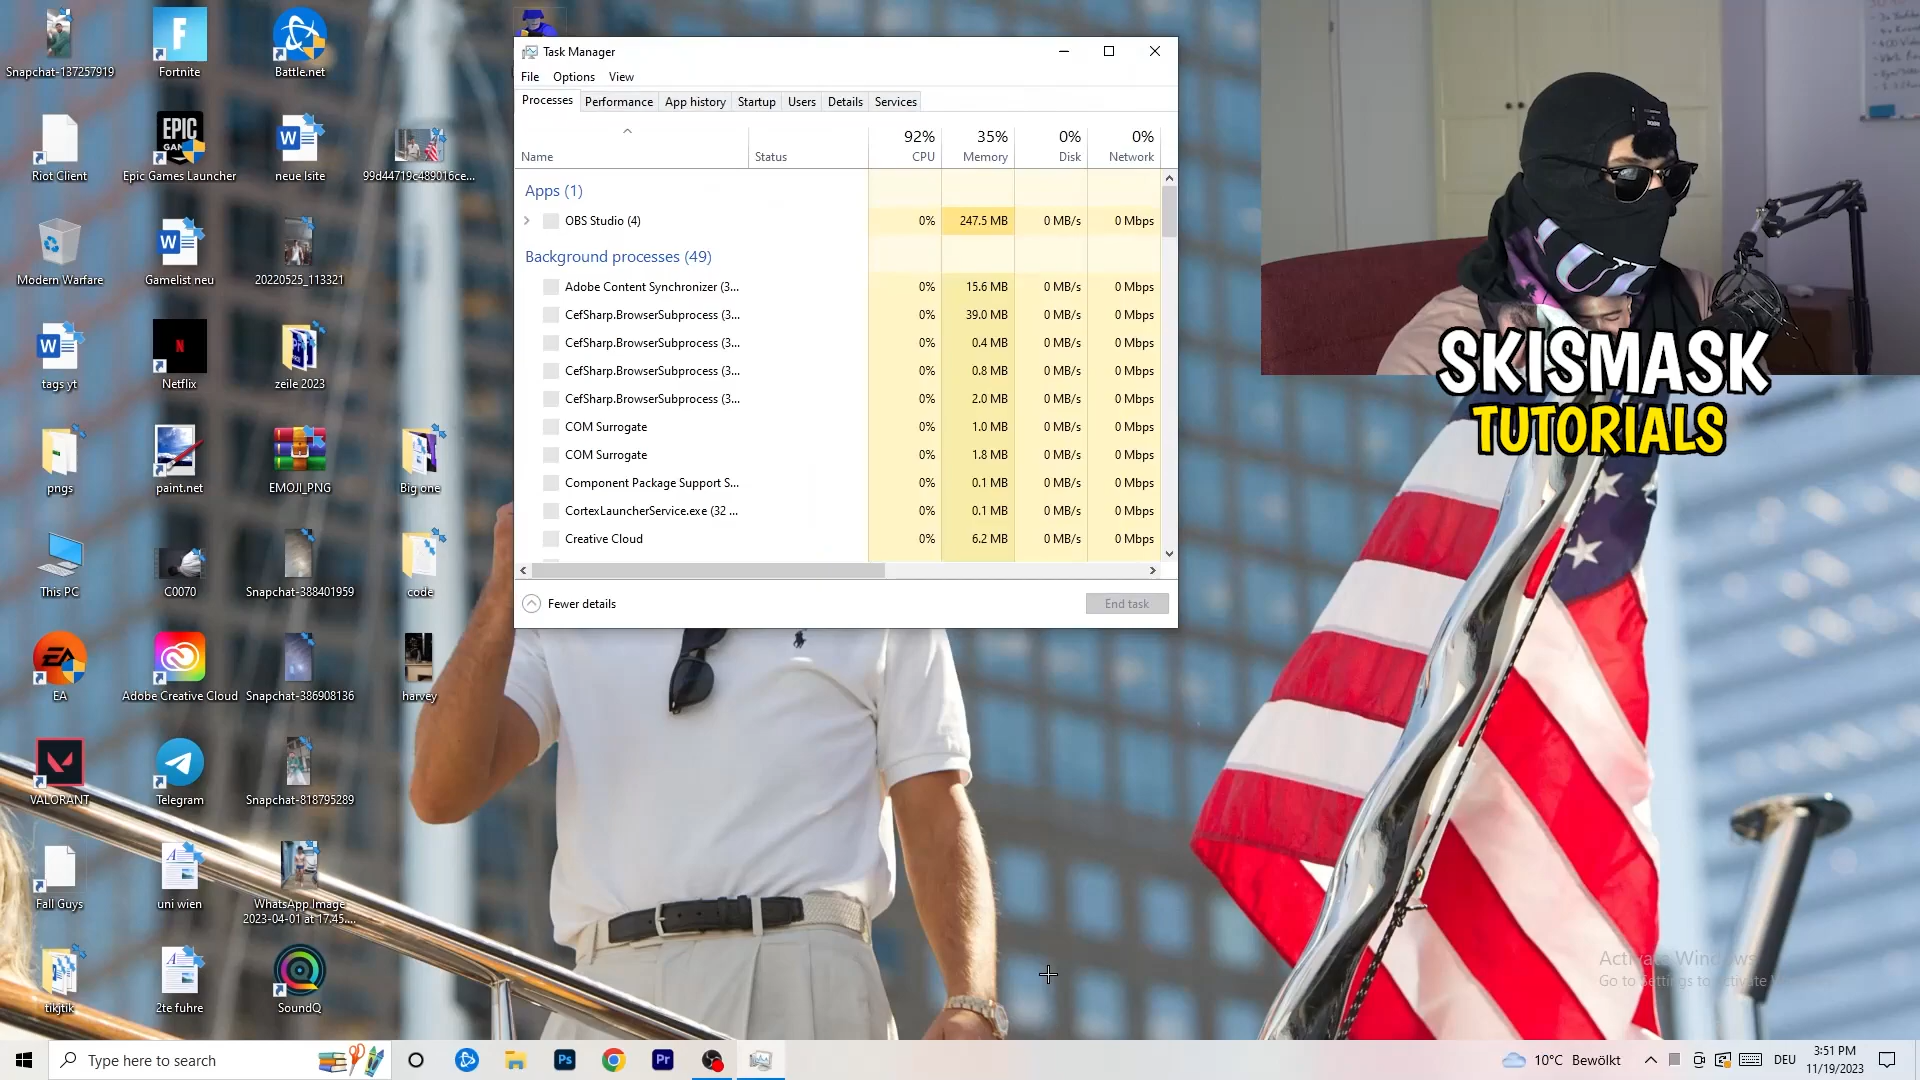 Snapchat-137257919
Fortnite
Battle.net
Riot Client
EPIC
GAMES
Epic Games Launcher
neue lsite
99d44719c489016ce...
Modern Warfare
Gamelist neu
20220525_113321
tags yt
Netflix
zeile 2023
pngs
paint.net
EMOJI_PNG
Big one
This PC
C0070
Snapchat-388401959
code
EA
Adobe Creative Cloud
Snapchat-386908136
harvey
VALORANT
Telegram
Snapchat-818795289
Fall Guys
uni wien
WhatsApp Image
2023-04-01 at 17.45....
tikjtik
2te fuhre
SoundQ
Task Manager
File Options View
Processes Performance App history Startup Users Details Services
92% 35% 0% 0%
Name Status CPU Memory Disk Network
Apps (1)
OBS Studio (4) 0% 247.5 MB 0 MB/s 0 Mbps
Background processes (49)
Adobe Content Synchronizer (3... 0% 15.6 MB 0 MB/s 0 Mbps
CefSharp.BrowserSubprocess (3... 0% 39.0 MB 0 MB/s 0 Mbps
CefSharp.BrowserSubprocess (3... 0% 0.4 MB 0 MB/s 0 Mbps
CefSharp.BrowserSubprocess (3... 0% 0.8 MB 0 MB/s 0 Mbps
CefSharp.BrowserSubprocess (3... 0% 2.0 MB 0 MB/s 0 Mbps
COM Surrogate 0% 1.0 MB 0 MB/s 0 Mbps
COM Surrogate 0% 1.8 MB 0 MB/s 0 Mbps
Component Package Support S... 0% 0.1 MB 0 MB/s 0 Mbps
CortexLauncherService.exe (32 ... 0% 0.1 MB 0 MB/s 0 Mbps
Creative Cloud 0% 6.2 MB 0 MB/s 0 Mbps
Fewer details End task
SKISMASK
TUTORIALS
Activate Windows
Go to Settings to activate
Type here to search
Ps
Pr
10°C Bewölkt
DEU
3:51 PM
11/19/2023